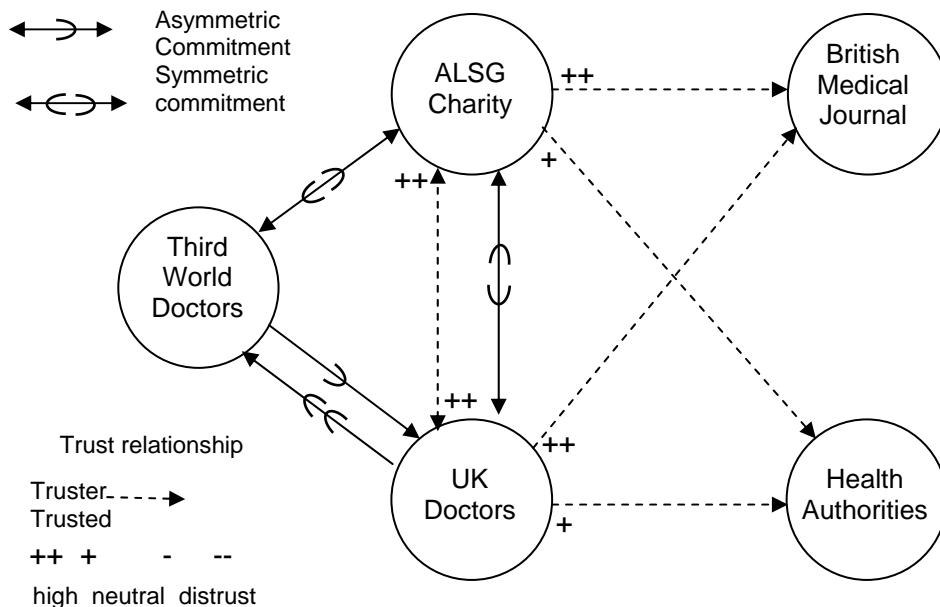 Asymmetric
Commitment
Symmetric
commitment
ALSG
Charity
++
+
++
British
Medical
Journal
Third
World
Doctors
++
UK
Doctors
++
+
Health
Authorities
Trust relationship
Truster
Trusted
++ + - --
high neutral distrust